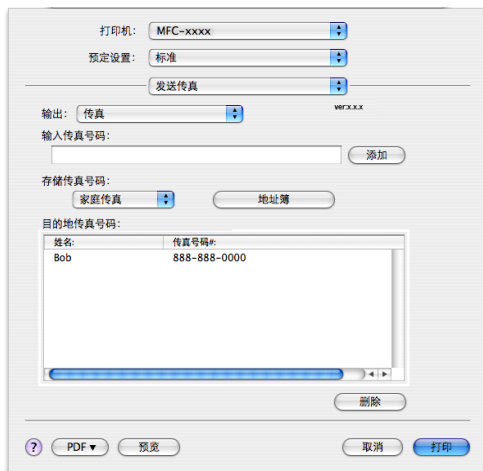 打印机: MFC-xxxx
预定设置: 标准
发送传真
输出: 传真 ver:x.x.x
输入传真号码:
添加
存储传真号码:
家庭传真 地址簿
目的地传真号码:
姓名: 传真号码#:
Bob 888-888-0000
删除
? PDF▼ 预览 取消 打印